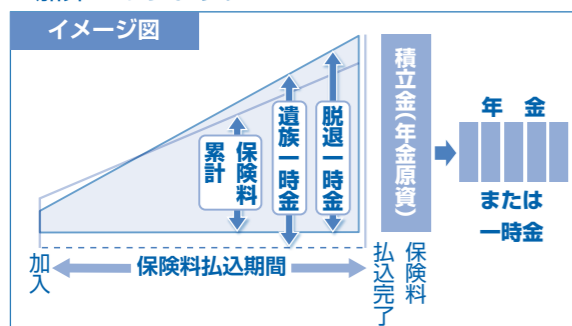 イメージ図
保険料
累計
遺族一時金
脱退一時金
積立金(年金原資)
年 金
または
一時金
加入
保険料払込期間
保険料
払込完了